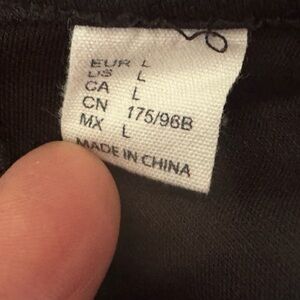 EUR L
US L
CA L
CN 175/96B
MX L
MADE IN CHINA